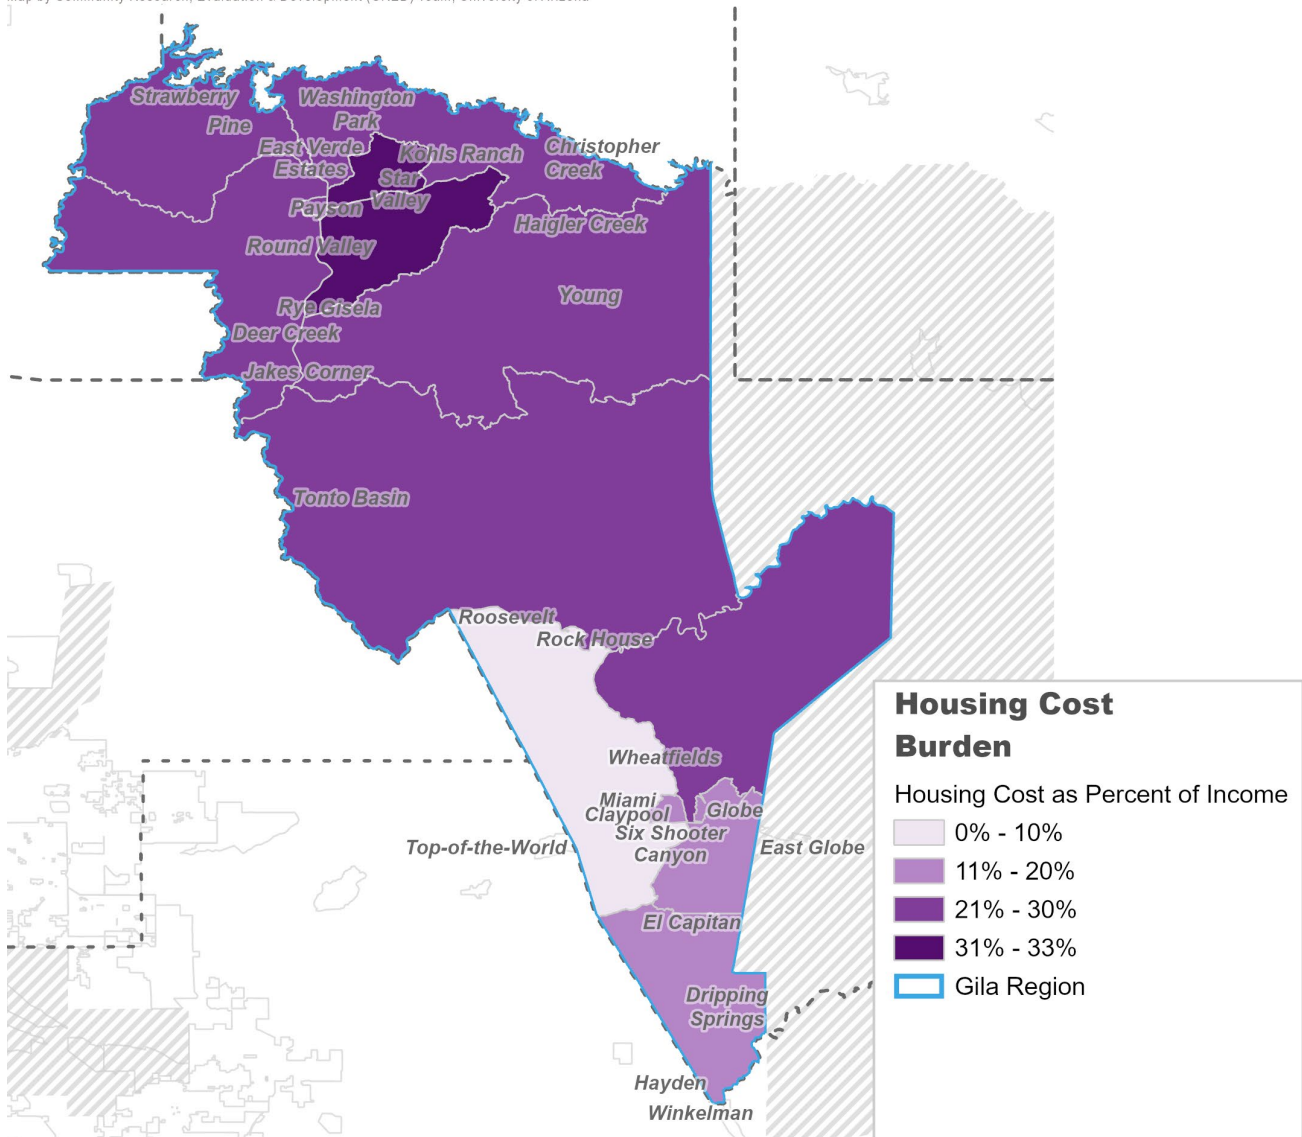 Strawberry
Washington
Park
Pine
East Verde
Estates
Kohls Ranch
Christopher
Creek
Star
Valley
Payson
Haigler Creek
Round Valley
Young
Rye
Gisela
Deer Creek
Jakes Corner
Tonto Basin
Roosevelt
Rock House
Wheatfields
Miami
Claypool
Globe
Six Shooter
Canyon
Top-of-the-World
East Globe
El Capitan
Dripping
Springs
Hayden
Winkelman
Housing Cost
Burden
Housing Cost as Percent of Income
0% - 10%
11% - 20%
21% - 30%
31% - 33%
Gila Region